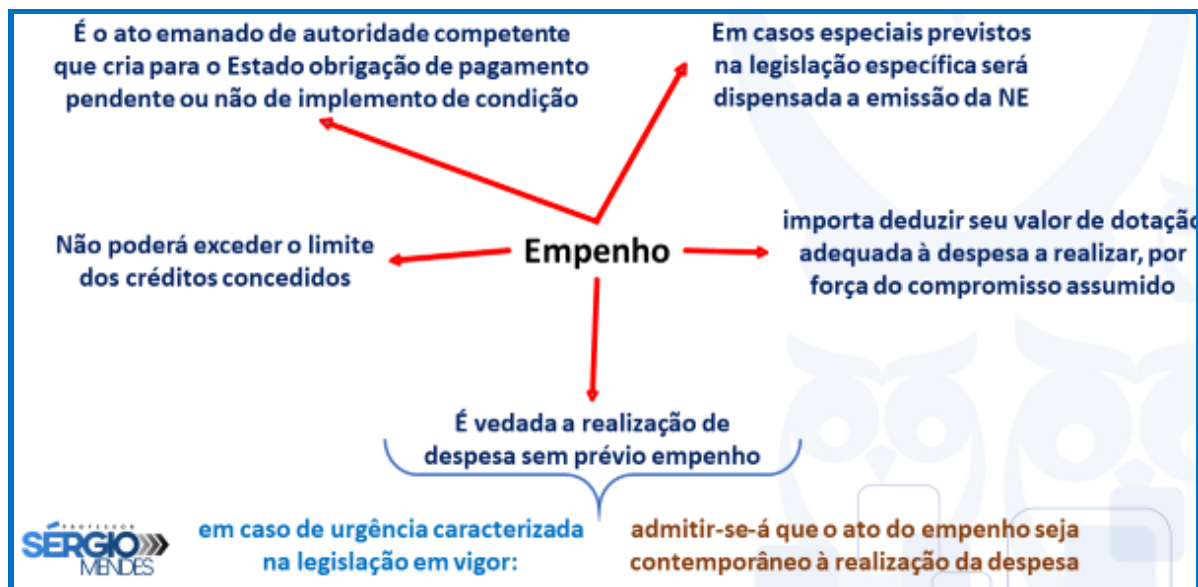 É o ato emanado de autoridade competente
que cria para o Estado obrigação de pagamento
pendente ou não de implemento de condição
Em casos especiais previstos
na legislação específica será
dispensada a emissão da NE
Não poderá exceder o limite
dos créditos concedidos
Empenho
importa deduzir seu valor de dotação
adequada à despesa a realizar, por
força do compromisso assumido
É vedada a realização de
despesa sem prévio empenho
em caso de urgência caracterizada
na legislação em vigor:
admitir-se-á que o ato do empenho seja
contemporâneo à realização da despesa
PROFESSOR
SÉRGIO
MENDES